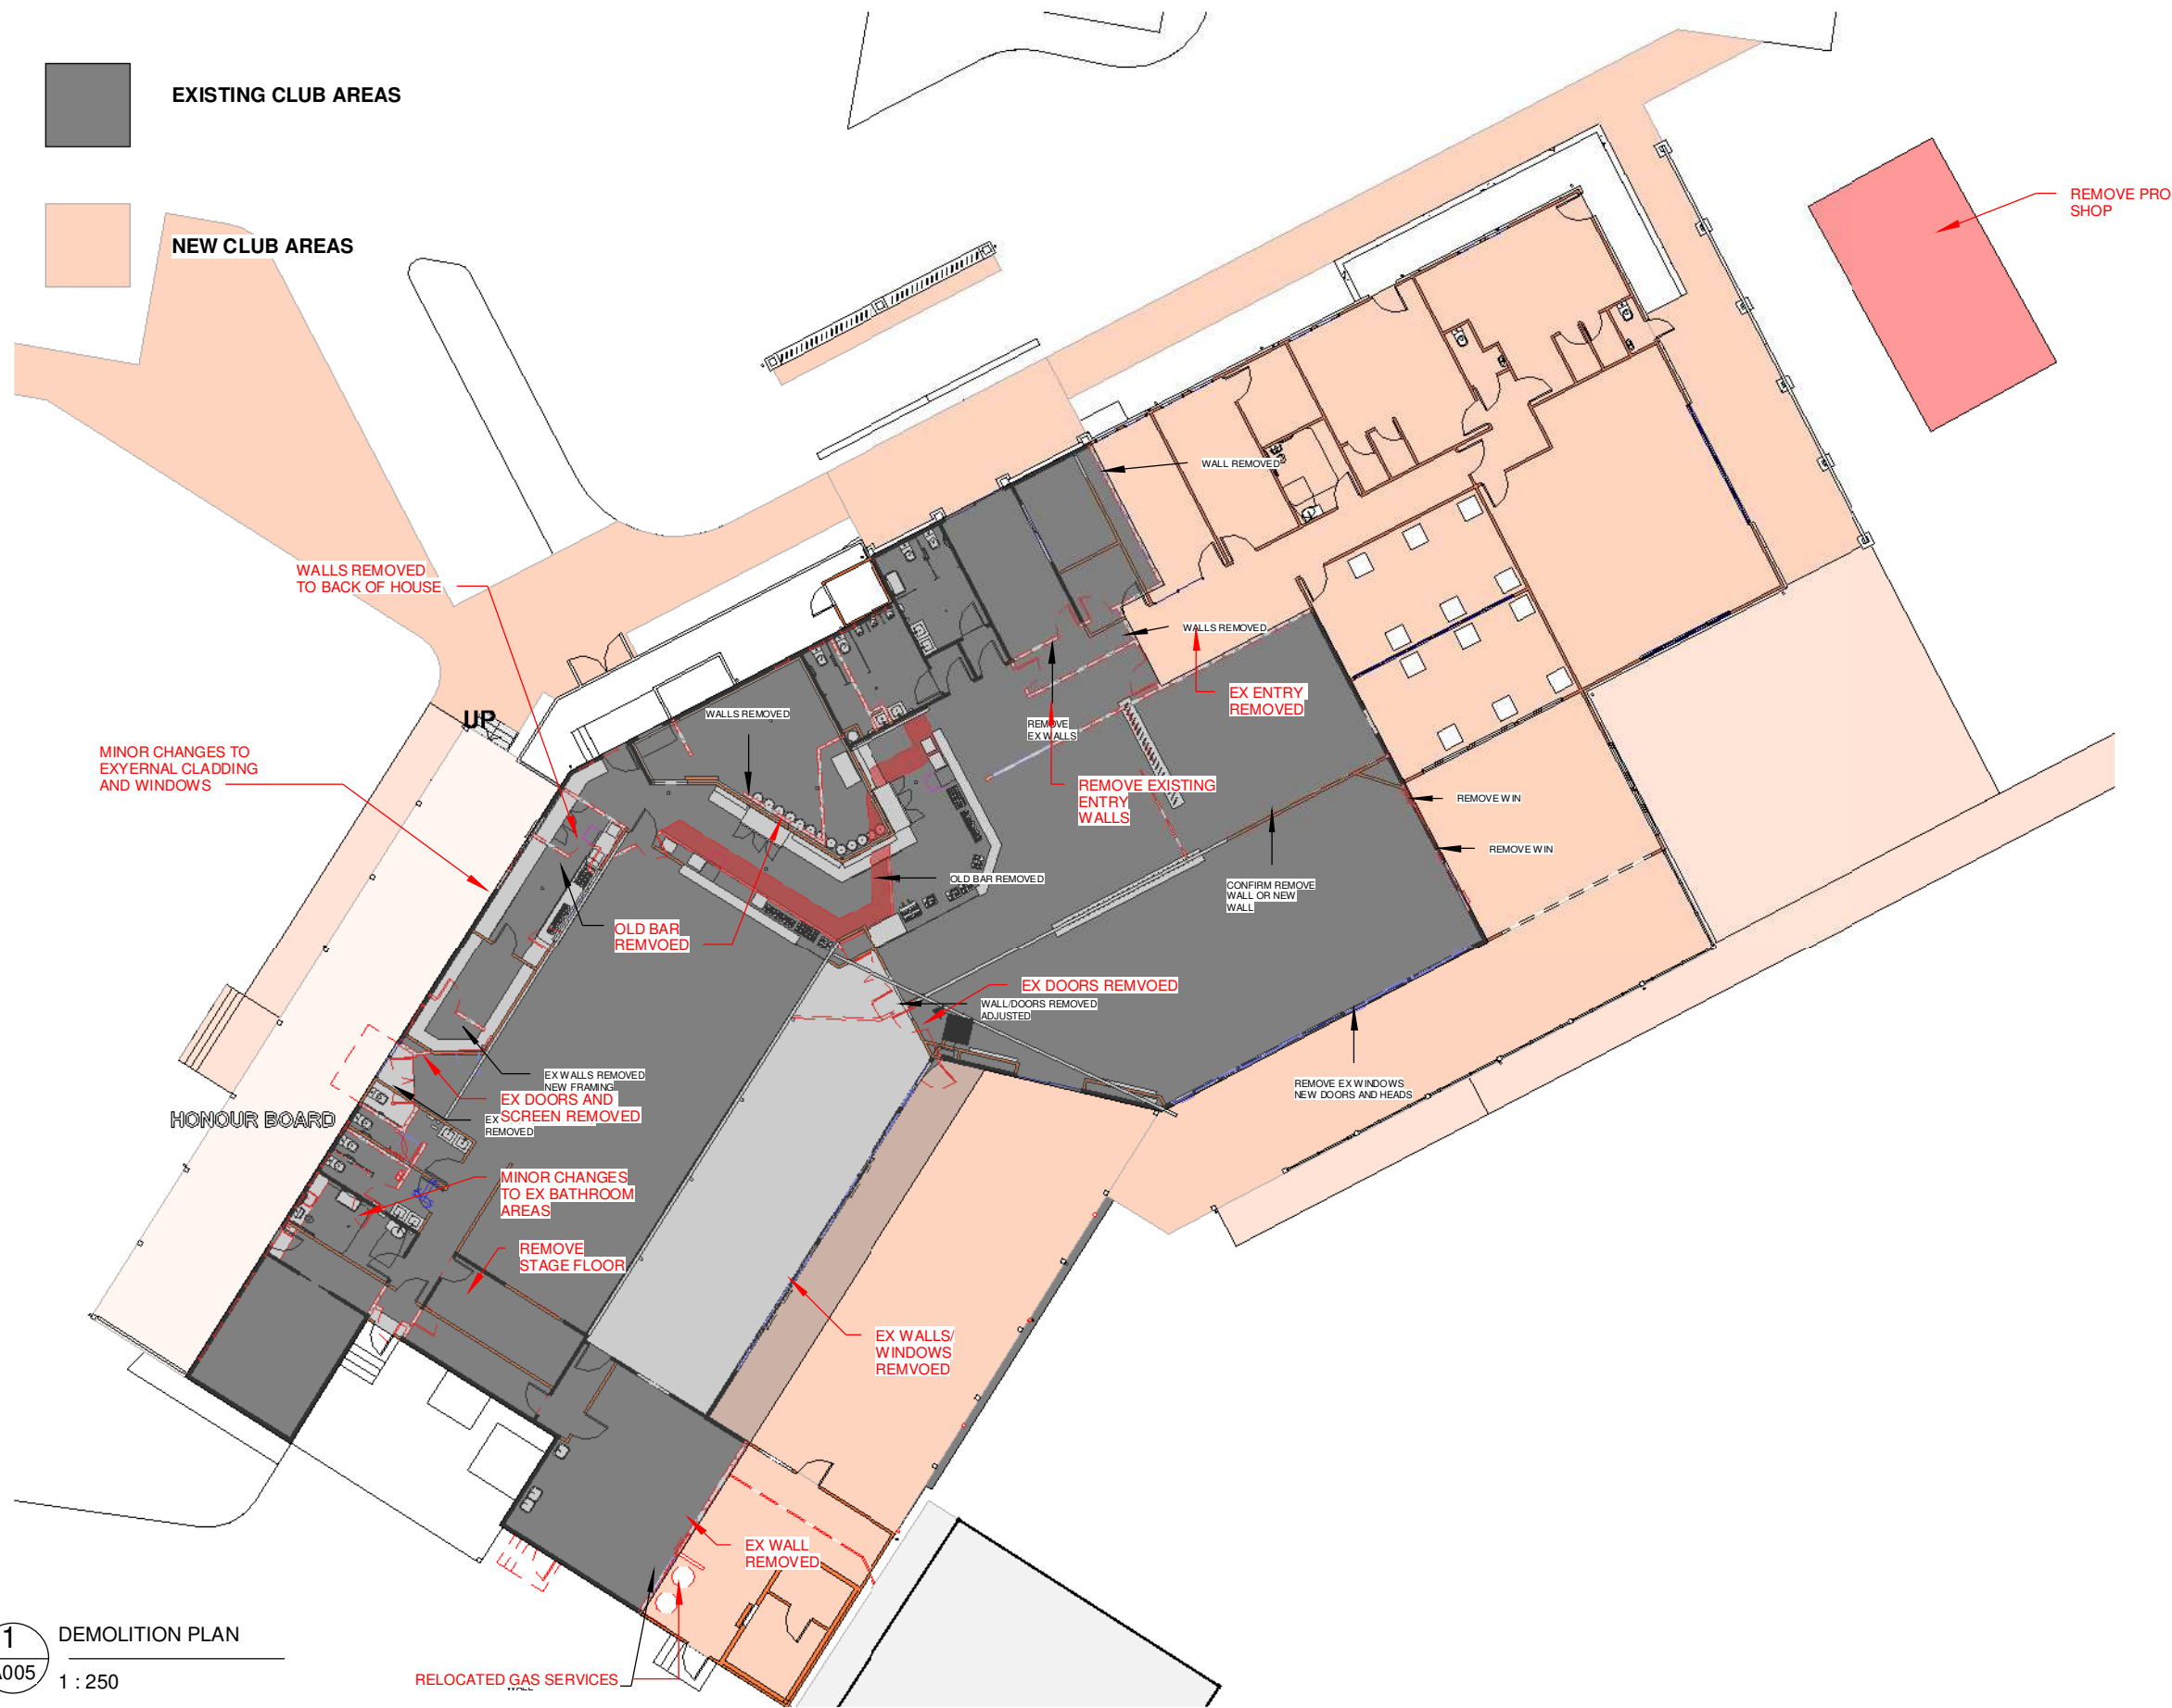 EXISTING CLUB AREAS
NEW CLUB AREAS
REMOVE PRO
SHOP
WALL REMOVED
WALLS REMOVED
TO BACK OF HOUSE
WALLS REMOVED
EX ENTRY
REMOVED
UP
WALLS REMOVED
REMOVE
EX WALLS
MINOR CHANGES TO
EXYERNAL CLADDING
AND WINDOWS
REMOVE EXISTING
ENTRY
WALLS
REMOVE WIN
REMOVE WIN
OLD BAR REMOVED
CONFIRM REMOVE
WALL OR NEW
WALL
OLD BAR
REMVOED
EX DOORS REMVOED
WALL/DOORS REMOVED
ADJUSTED
EX WALLS REMOVED
NEW FRAMING
REMOVE EX WINDOWS
NEW DOORS AND HEADS
EX DOORS AND
SCREEN REMOVED
HONOUR BOARD
EX
REMOVED
MINOR CHANGES
TO EX BATHROOM
AREAS
REMOVE
STAGE FLOOR
EX WALLS/
WINDOWS
REMVOED
EX WALL
REMOVED
1
DEMOLITION PLAN
A005
1 : 250
RELOCATED GAS SERVICES